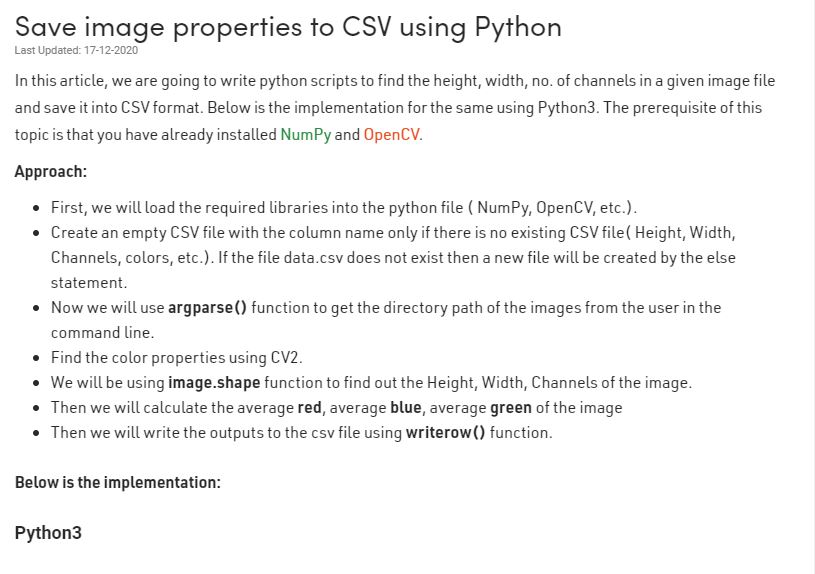 Save image properties to CSV using Python
Last Updated: 17-12-2020
In this article, we are going to write python scripts to find the height, width, no. of channels in a given image file
and save it into CSV format. Below is the implementation for the same using Python3. The prerequisite of this
topic is that you have already installed NumPy and OpenCV.
Approach:
• First, we will load the required libraries into the python file ( NumPy, OpenCV, etc.).
• Create an empty CSV file with the column name only if there is no existing CSV file( Height, Width,
Channels, colors, etc.). If the file data.csv does not exist then a new file will be created by the else
statement.
• Now we will use argparse() function to get the directory path of the images from the user in the
command line.
• Find the color properties using CV2.
• We will be using image.shape function to find out the Height, Width, Channels of the image.
• Then we will calculate the average red, average blue, average green of the image
• Then we will write the outputs to the csv file using writerow() function.
Below is the implementation:
Python3